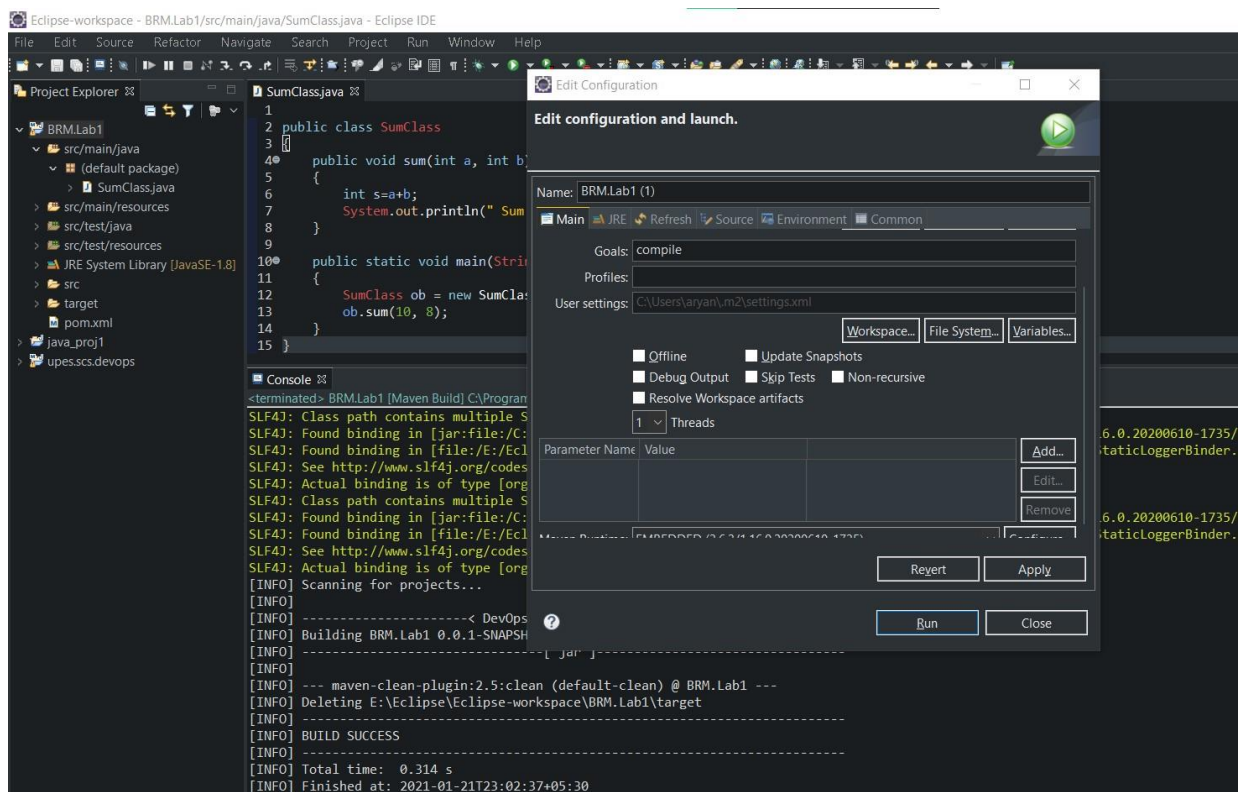 Eclipse-workspace - BRM.Lab1/src/main/java/SumClass.java - Eclipse IDE
File Edit Source Refactor Navigate Search Project Run Window Help
Project Explorer
BRM.Lab1
src/main/java
(default package)
SumClass.java
src/main/resources
src/test/java
src/test/resources
JRE System Library [JavaSE-1.8]
src
target
pom.xml
java_proj1
upes.scs.devops
SumClass.java
1
2 public class SumClass
3 {
4 public void sum(int a, int b)
5 {
6 int s=a+b;
7 System.out.println(" Sum
8 }
9
10 public static void main(Stri
11 {
12 SumClass ob = new SumClas
13 ob.sum(10, 8);
14 }
15 }
Console
<terminated> BRM.Lab1 [Maven Build] C:\Program
SLF4J: Class path contains multiple S
SLF4J: Found binding in [jar:file:/C: 6.0.20200610-1735/
SLF4J: Found binding in [file:/E:/Ecl taticLoggerBinder.
SLF4J: See http://www.slf4j.org/codes
SLF4J: Actual binding is of type [org
SLF4J: Class path contains multiple S
SLF4J: Found binding in [jar:file:/C: 6.0.20200610-1735/
SLF4J: Found binding in [file:/E:/Ecl taticLoggerBinder.
SLF4J: See http://www.slf4j.org/codes
SLF4J: Actual binding is of type [org
[INFO] Scanning for projects...
[INFO]
[INFO] ----------------------< DevOps
[INFO] Building BRM.Lab1 0.0.1-SNAPSH
[INFO] --------------------------------[ jar ]---------------------------------
[INFO]
[INFO] --- maven-clean-plugin:2.5:clean (default-clean) @ BRM.Lab1 ---
[INFO] Deleting E:\Eclipse\Eclipse-workspace\BRM.Lab1\target
[INFO] ------------------------------------------------------------------------
[INFO] BUILD SUCCESS
[INFO] ------------------------------------------------------------------------
[INFO] Total time: 0.314 s
[INFO] Finished at: 2021-01-21T23:02:37+05:30
Edit Configuration
Edit configuration and launch.
Name: BRM.Lab1 (1)
Main JRE Refresh Source Environment Common
Goals: compile
Profiles:
User settings: C:\Users\aryan\.m2\settings.xml
Workspace... File System... Variables...
Offline Update Snapshots
Debug Output Skip Tests Non-recursive
Resolve Workspace artifacts
1 Threads
Parameter Name Value
Add...
Edit...
Remove
Maven Runtime: EMBEDDED (3.6.3/1.16.0.20200610-1735) Configure...
Revert Apply
Run Close